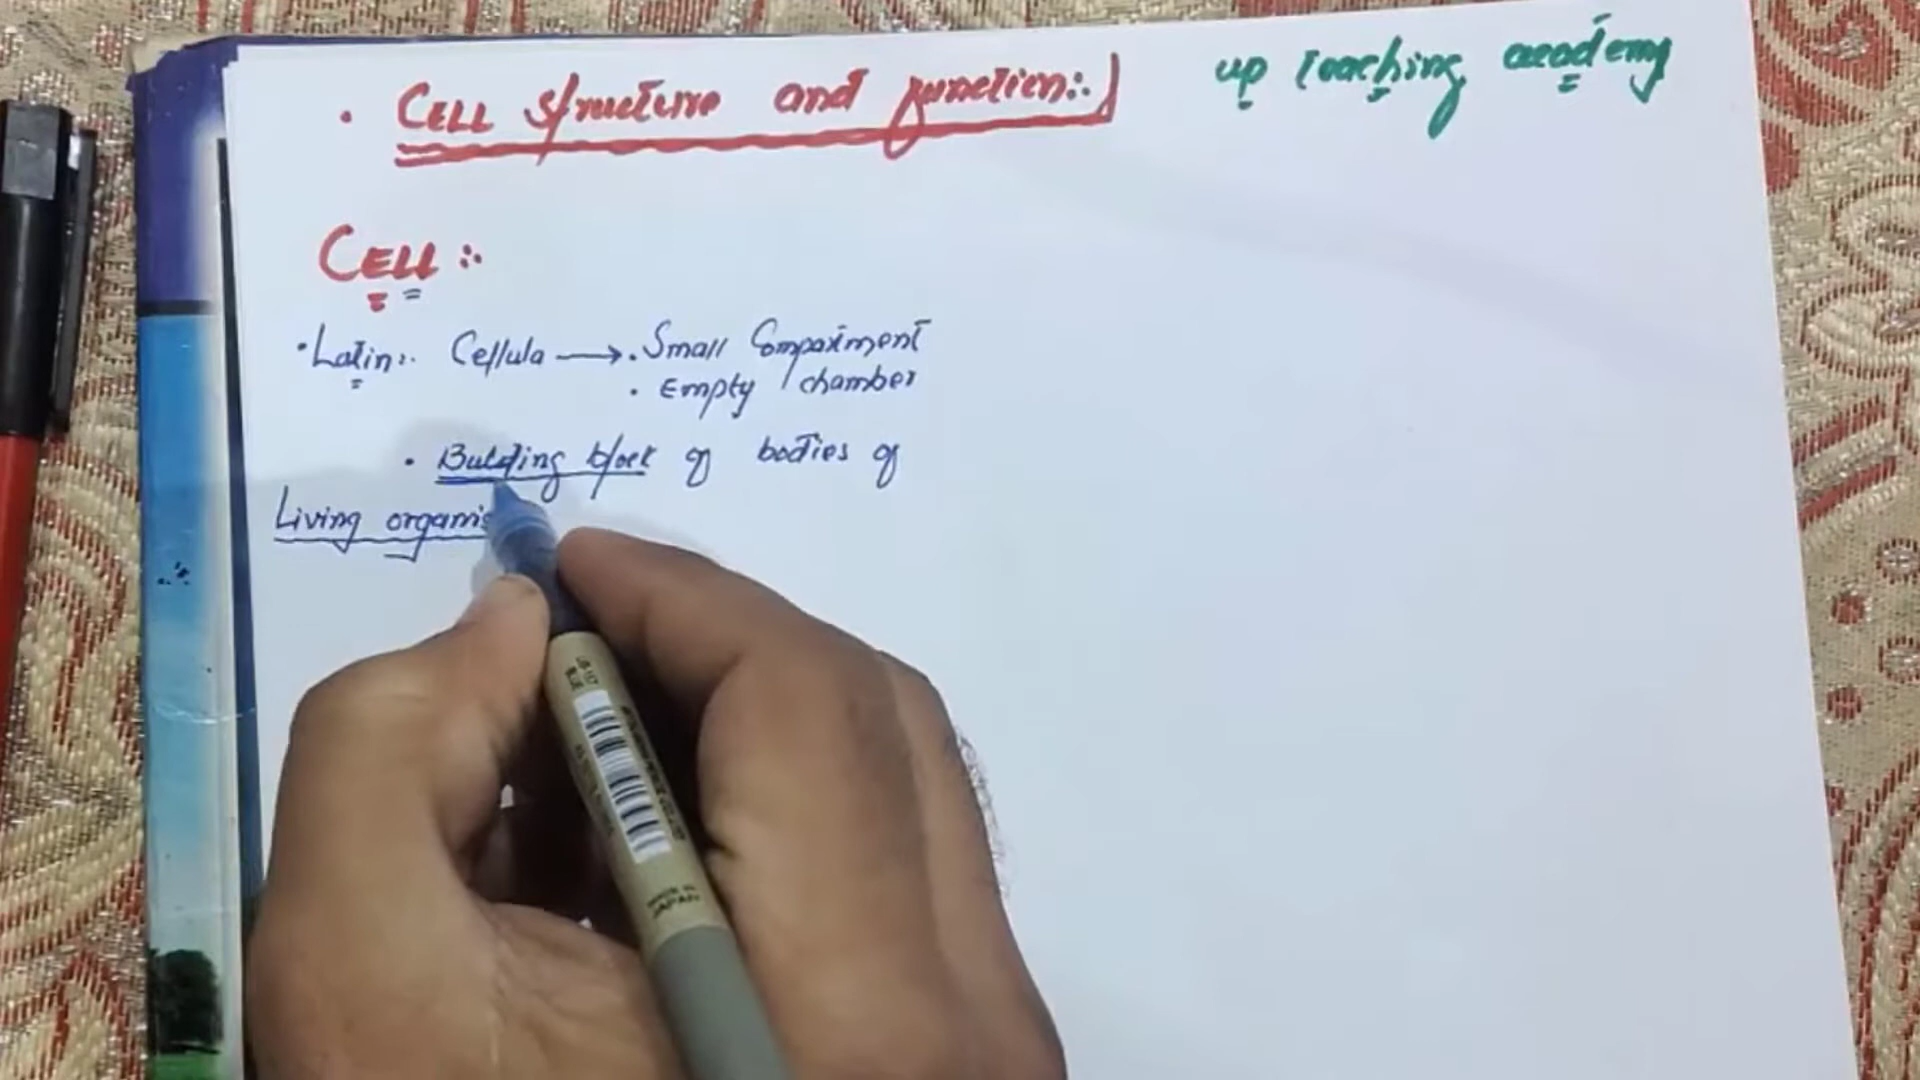 • CELL structure and function:.
up teaching academy
CELL :.
• Latin:. Cellula → . Small Compartment
• Empty chamber
• Building block of bodies of
Living organis
JAPAN